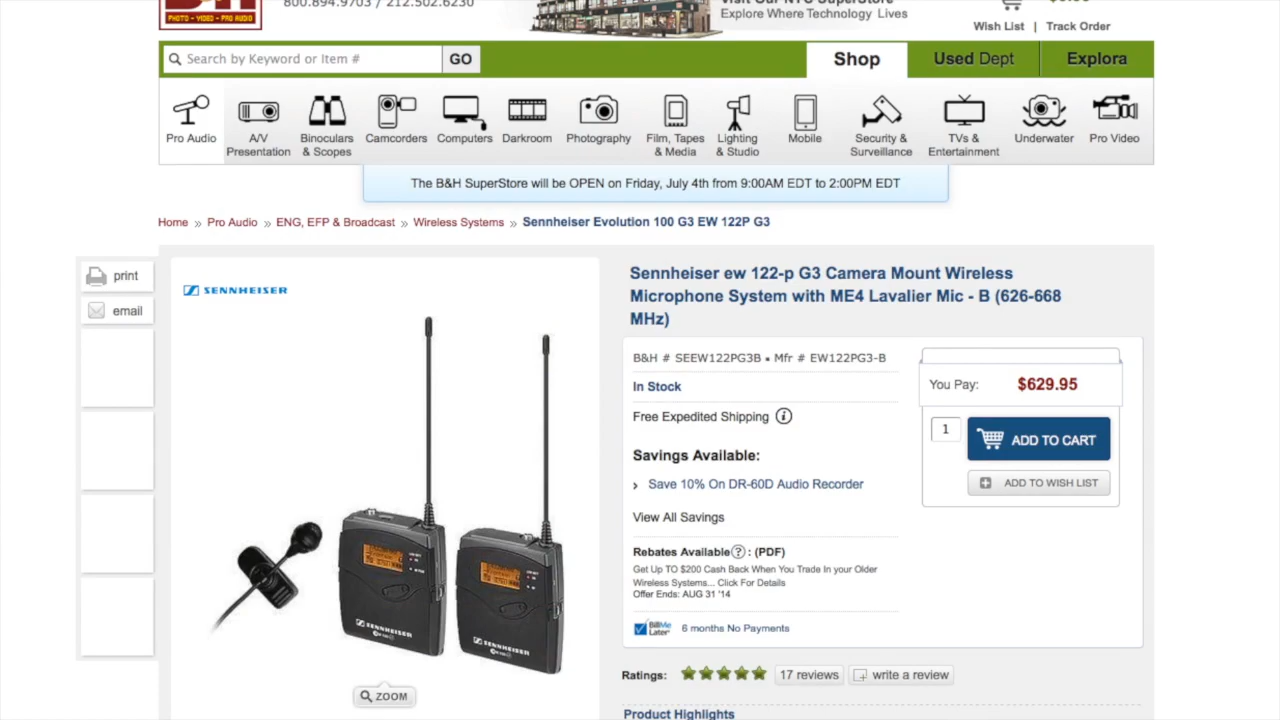 PHOTO - VIDEO - PRO AUDIO
800.894.9703 / 212.502.6230
Explore Where Technology Lives
Wish List | Track Order
Search by Keyword or Item #
GO
Shop
Used Dept
Explora
Pro Audio
A/V Presentation
Binoculars & Scopes
Camcorders
Computers
Darkroom
Photography
Film, Tapes & Media
Lighting & Studio
Mobile
Security & Surveillance
TVs & Entertainment
Underwater
Pro Video
The B&H SuperStore will be OPEN on Friday, July 4th from 9:00AM EDT to 2:00PM EDT
Home » Pro Audio » ENG, EFP & Broadcast » Wireless Systems » Sennheiser Evolution 100 G3 EW 122P G3
print
email
SENNHEISER
SENNHEISER
SENNHEISER
ZOOM
Sennheiser ew 122-p G3 Camera Mount Wireless
Microphone System with ME4 Lavalier Mic - B (626-668
MHz)
B&H # SEEW122PG3B • Mfr # EW122PG3-B
In Stock
Free Expedited Shipping
Savings Available:
› Save 10% On DR-60D Audio Recorder
View All Savings
Rebates Available : (PDF)
Get Up TO $200 Cash Back When You Trade In your Older
Wireless Systems... Click For Details
Offer Ends: AUG 31 '14
BillMe Later 6 months No Payments
You Pay: $629.95
1
ADD TO CART
ADD TO WISH LIST
Ratings:
17 reviews
write a review
Product Highlights